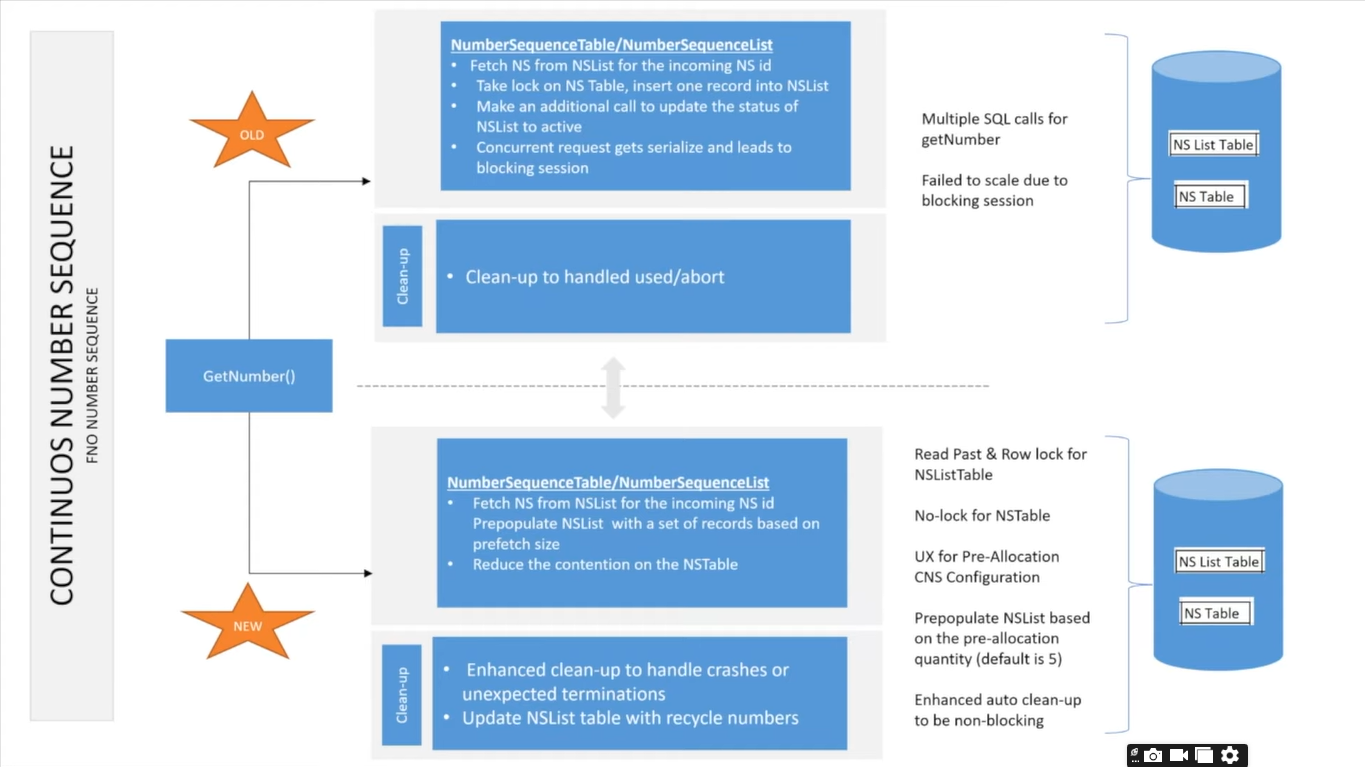 CONTINUOS NUMBER SEQUENCE
FNO NUMBER SEQUENCE
OLD
GetNumber()
NEW
NumberSequenceTable/NumberSequenceList
• Fetch NS from NSList for the incoming NS id
• Take lock on NS Table, insert one record into NSList
• Make an additional call to update the status of
NSList to active
• Concurrent request gets serialize and leads to
blocking session
Clean-up
• Clean-up to handled used/abort
Multiple SQL calls for
getNumber
Failed to scale due to
blocking session
NS List Table
NS Table
NumberSequenceTable/NumberSequenceList
• Fetch NS from NSList for the incoming NS id
Prepopulate NSList with a set of records based on
prefetch size
• Reduce the contention on the NSTable
Clean-up
• Enhanced clean-up to handle crashes or
unexpected terminations
• Update NSList table with recycle numbers
Read Past & Row lock for
NSListTable
No-lock for NSTable
UX for Pre-Allocation
CNS Configuration
Prepopulate NSList based
on the pre-allocation
quantity (default is 5)
Enhanced auto clean-up
to be non-blocking
NS List Table
NS Table